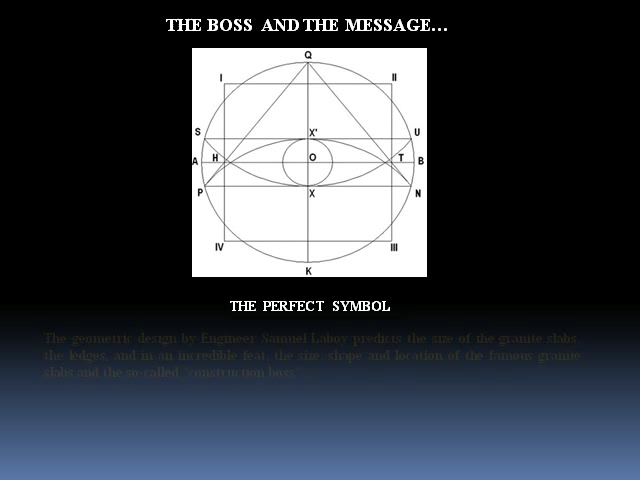 THE BOSS AND THE MESSAGE…
Q
I II
S X' U
A H O T B
P X N
IV III
K
THE PERFECT SYMBOL
The geometric design by Engineer Samuel Laboy predicts the size of the granite slabs,
the ledges, and in an incredible feat, the size, shape and location of the famous granite
slabs and the so-called "construction boss".